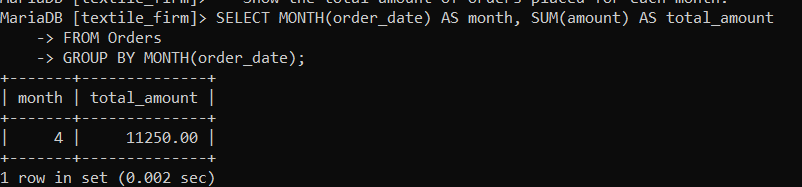 MariaDB [textile_firm]> -- Show the total amount of orders placed for each month.
MariaDB [textile_firm]> SELECT MONTH(order_date) AS month, SUM(amount) AS total_amount
    -> FROM Orders
    -> GROUP BY MONTH(order_date);
+-------+--------------+
| month | total_amount |
+-------+--------------+
|     4 |     11250.00 |
+-------+--------------+
1 row in set (0.002 sec)